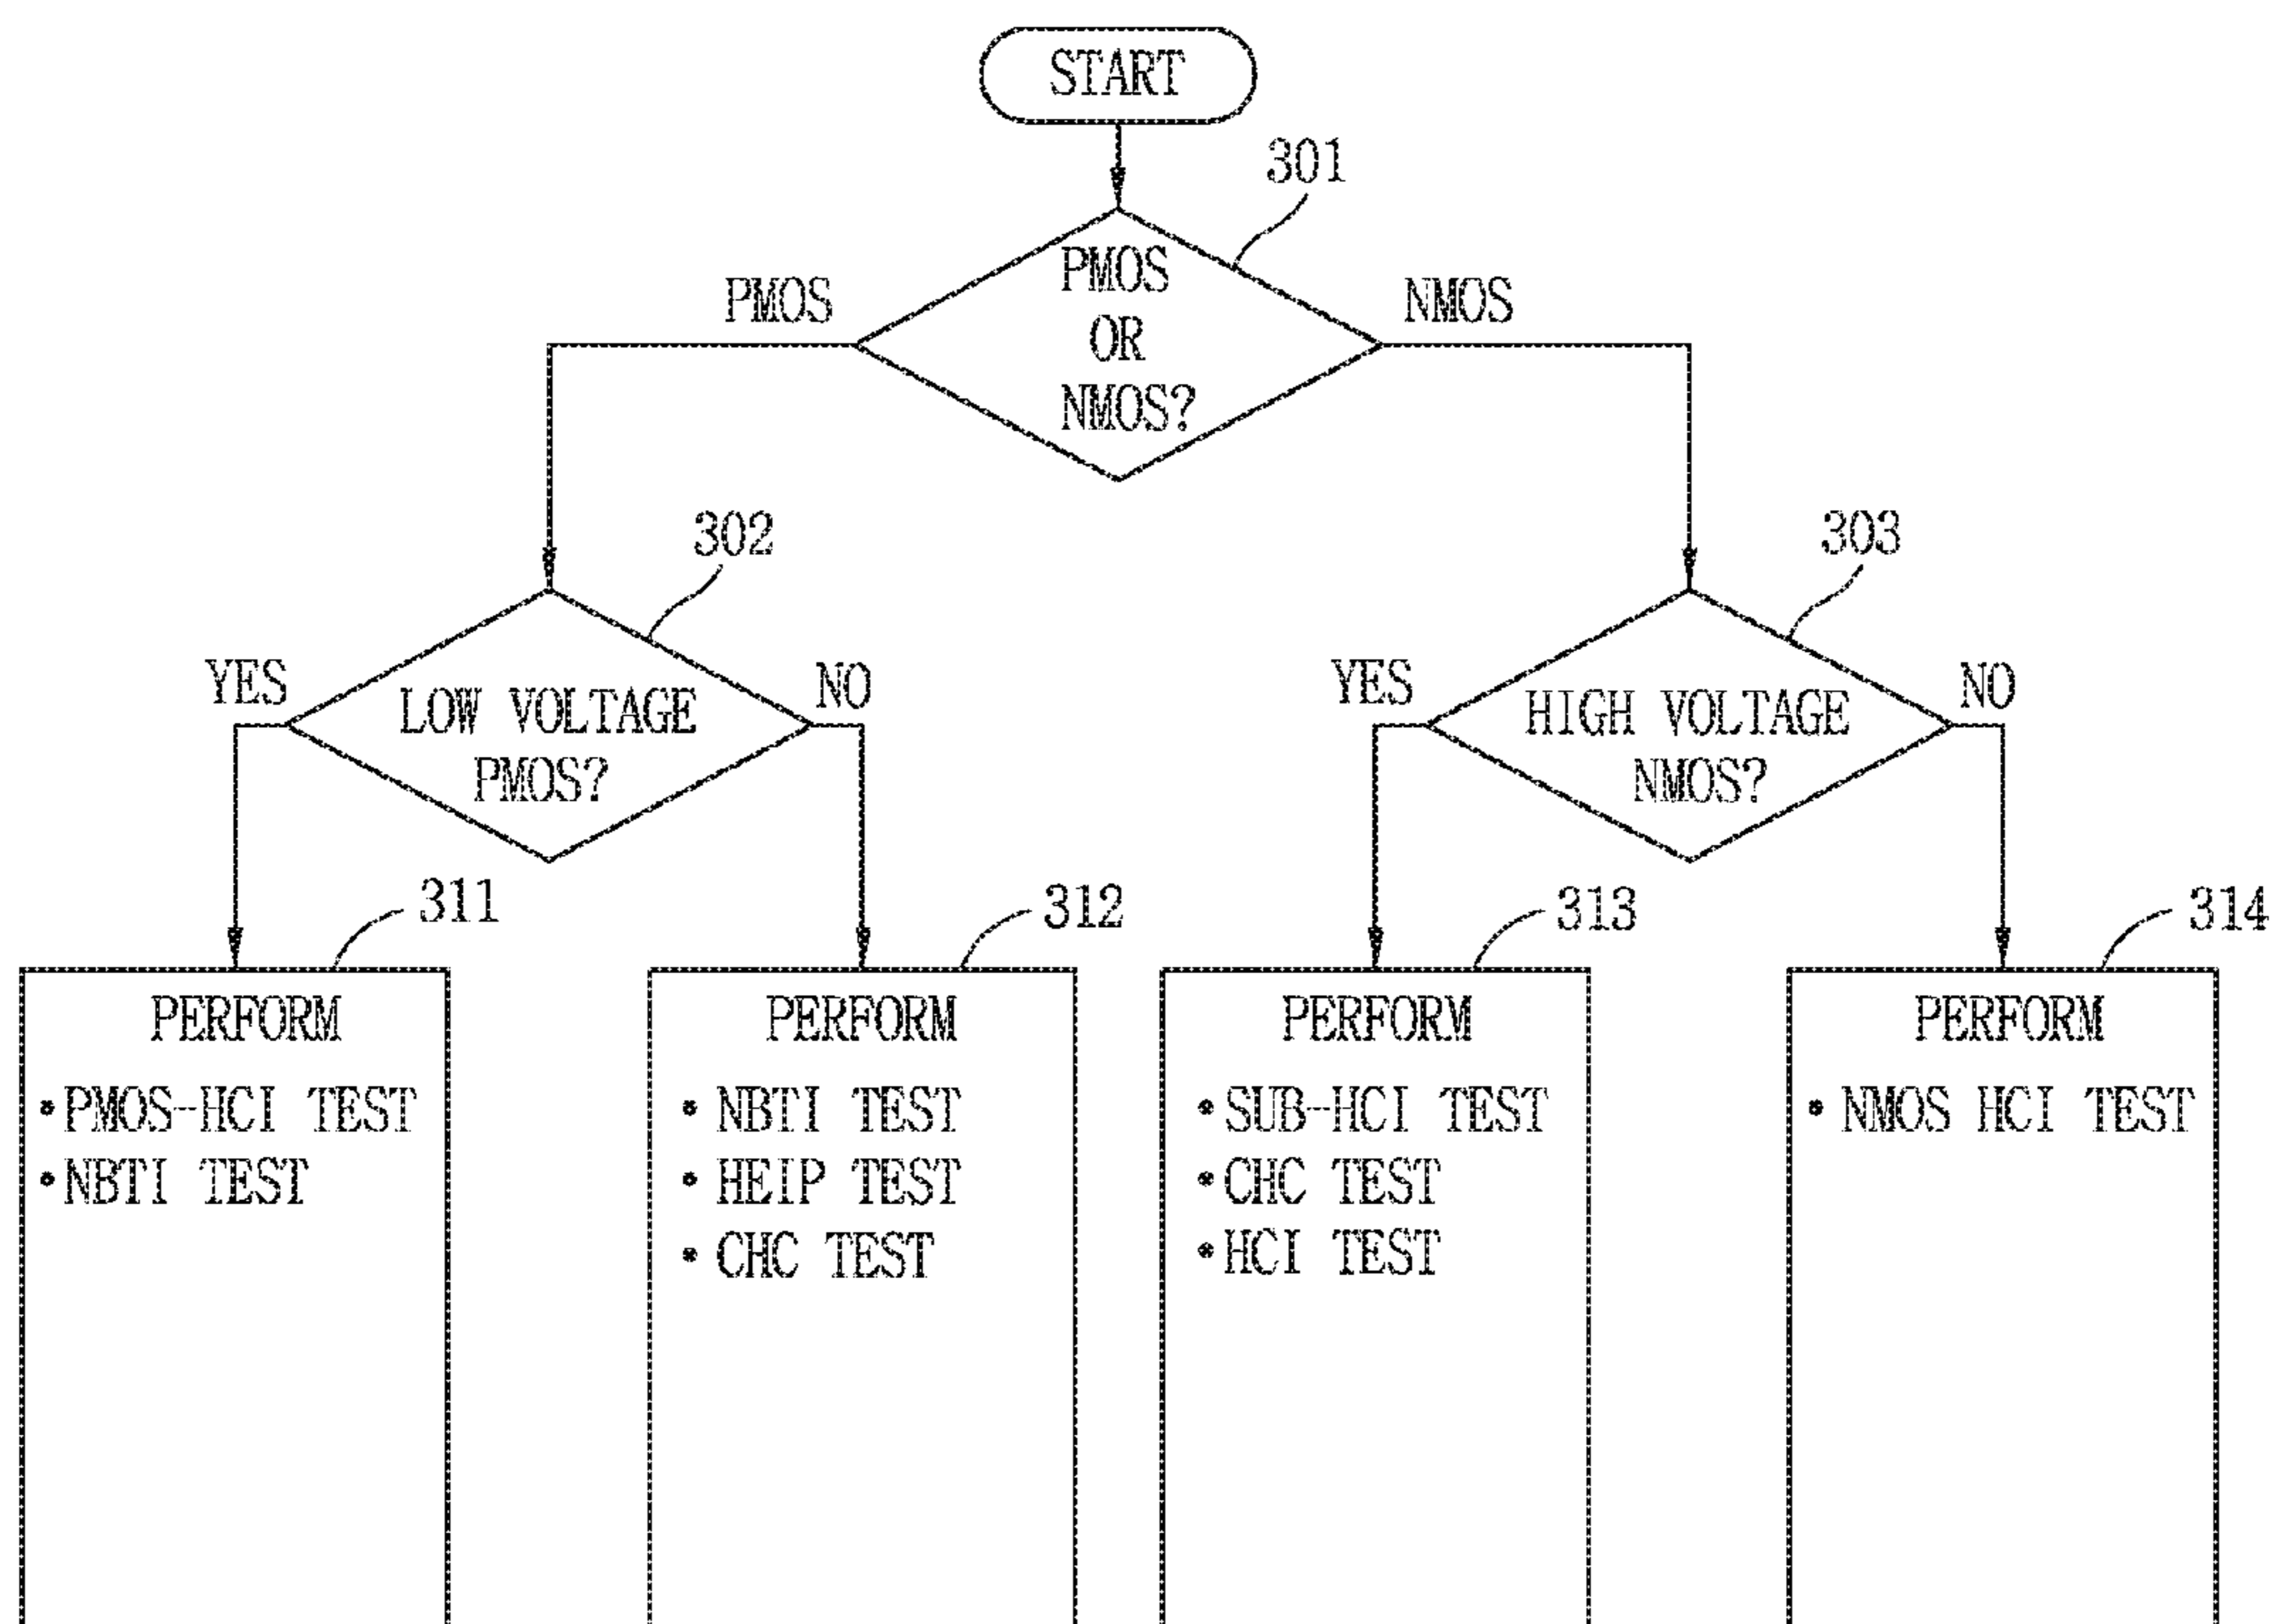 START
301
PMOS
OR
NMOS?
PMOS
NMOS
302
303
YES
LOW VOLTAGE
PMOS?
NO
YES
HIGH VOLTAGE
NMOS?
NO
311
312
313
314
PERFORM
•PMOS-HCI TEST
•NBTI TEST
PERFORM
• NBTI TEST
• HEIP TEST
• CHC TEST
PERFORM
•SUB-HCI TEST
•CHC TEST
•HCI TEST
PERFORM
• NMOS HCI TEST